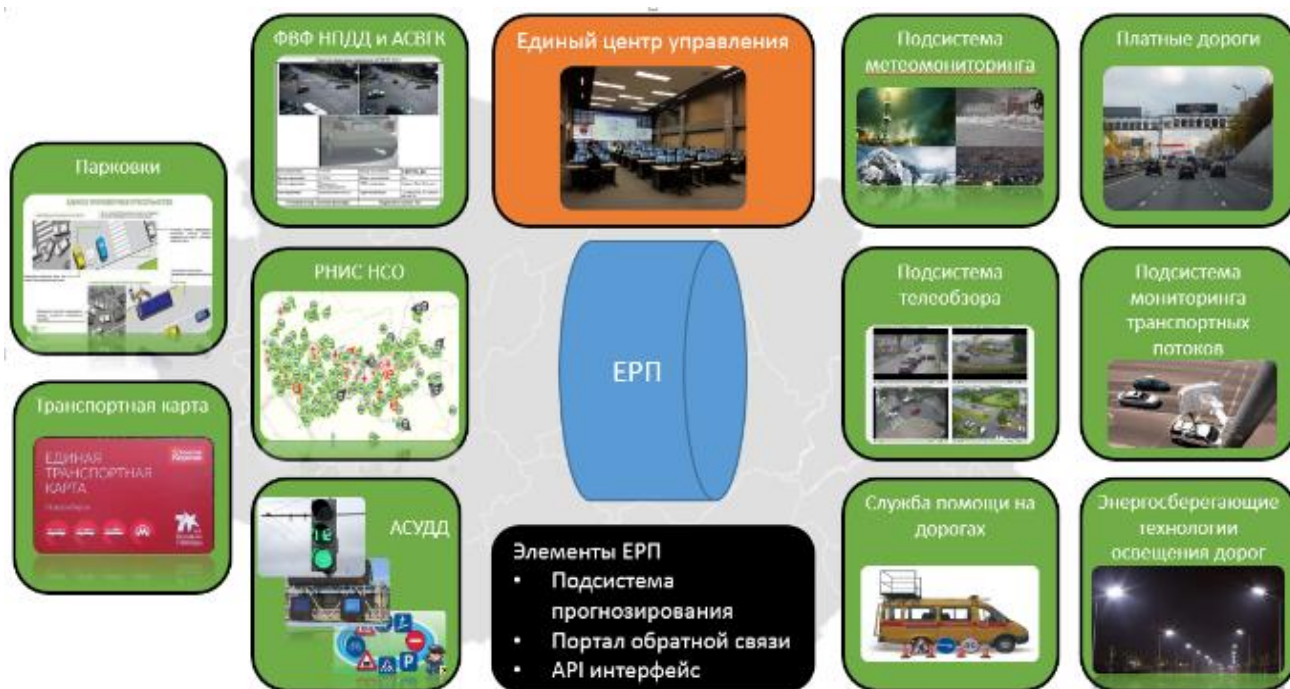 ФВФ НПДД и АСВГК
Единый центр управления
Подсистема
метеомониторинга
Платные дороги
Парковки
РНИС НСО
ЕРП
Подсистема
телеобзора
Подсистема
мониторинга
транспортных
потоков
Транспортная карта
ЕДИНАЯ
ТРАНСПОРТНАЯ
КАРТА
АСУДД
12
P
Элементы ЕРП
• Подсистема
прогнозирования
• Портал обратной связи
• API интерфейс
Служба помощи на
дорогах
Энергосберегающие
технологии
освещения дорог